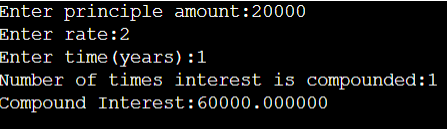 Enter principle amount:20000
Enter rate:2
Enter time(years):1
Number of times interest is compounded:1
Compound Interest:60000.000000